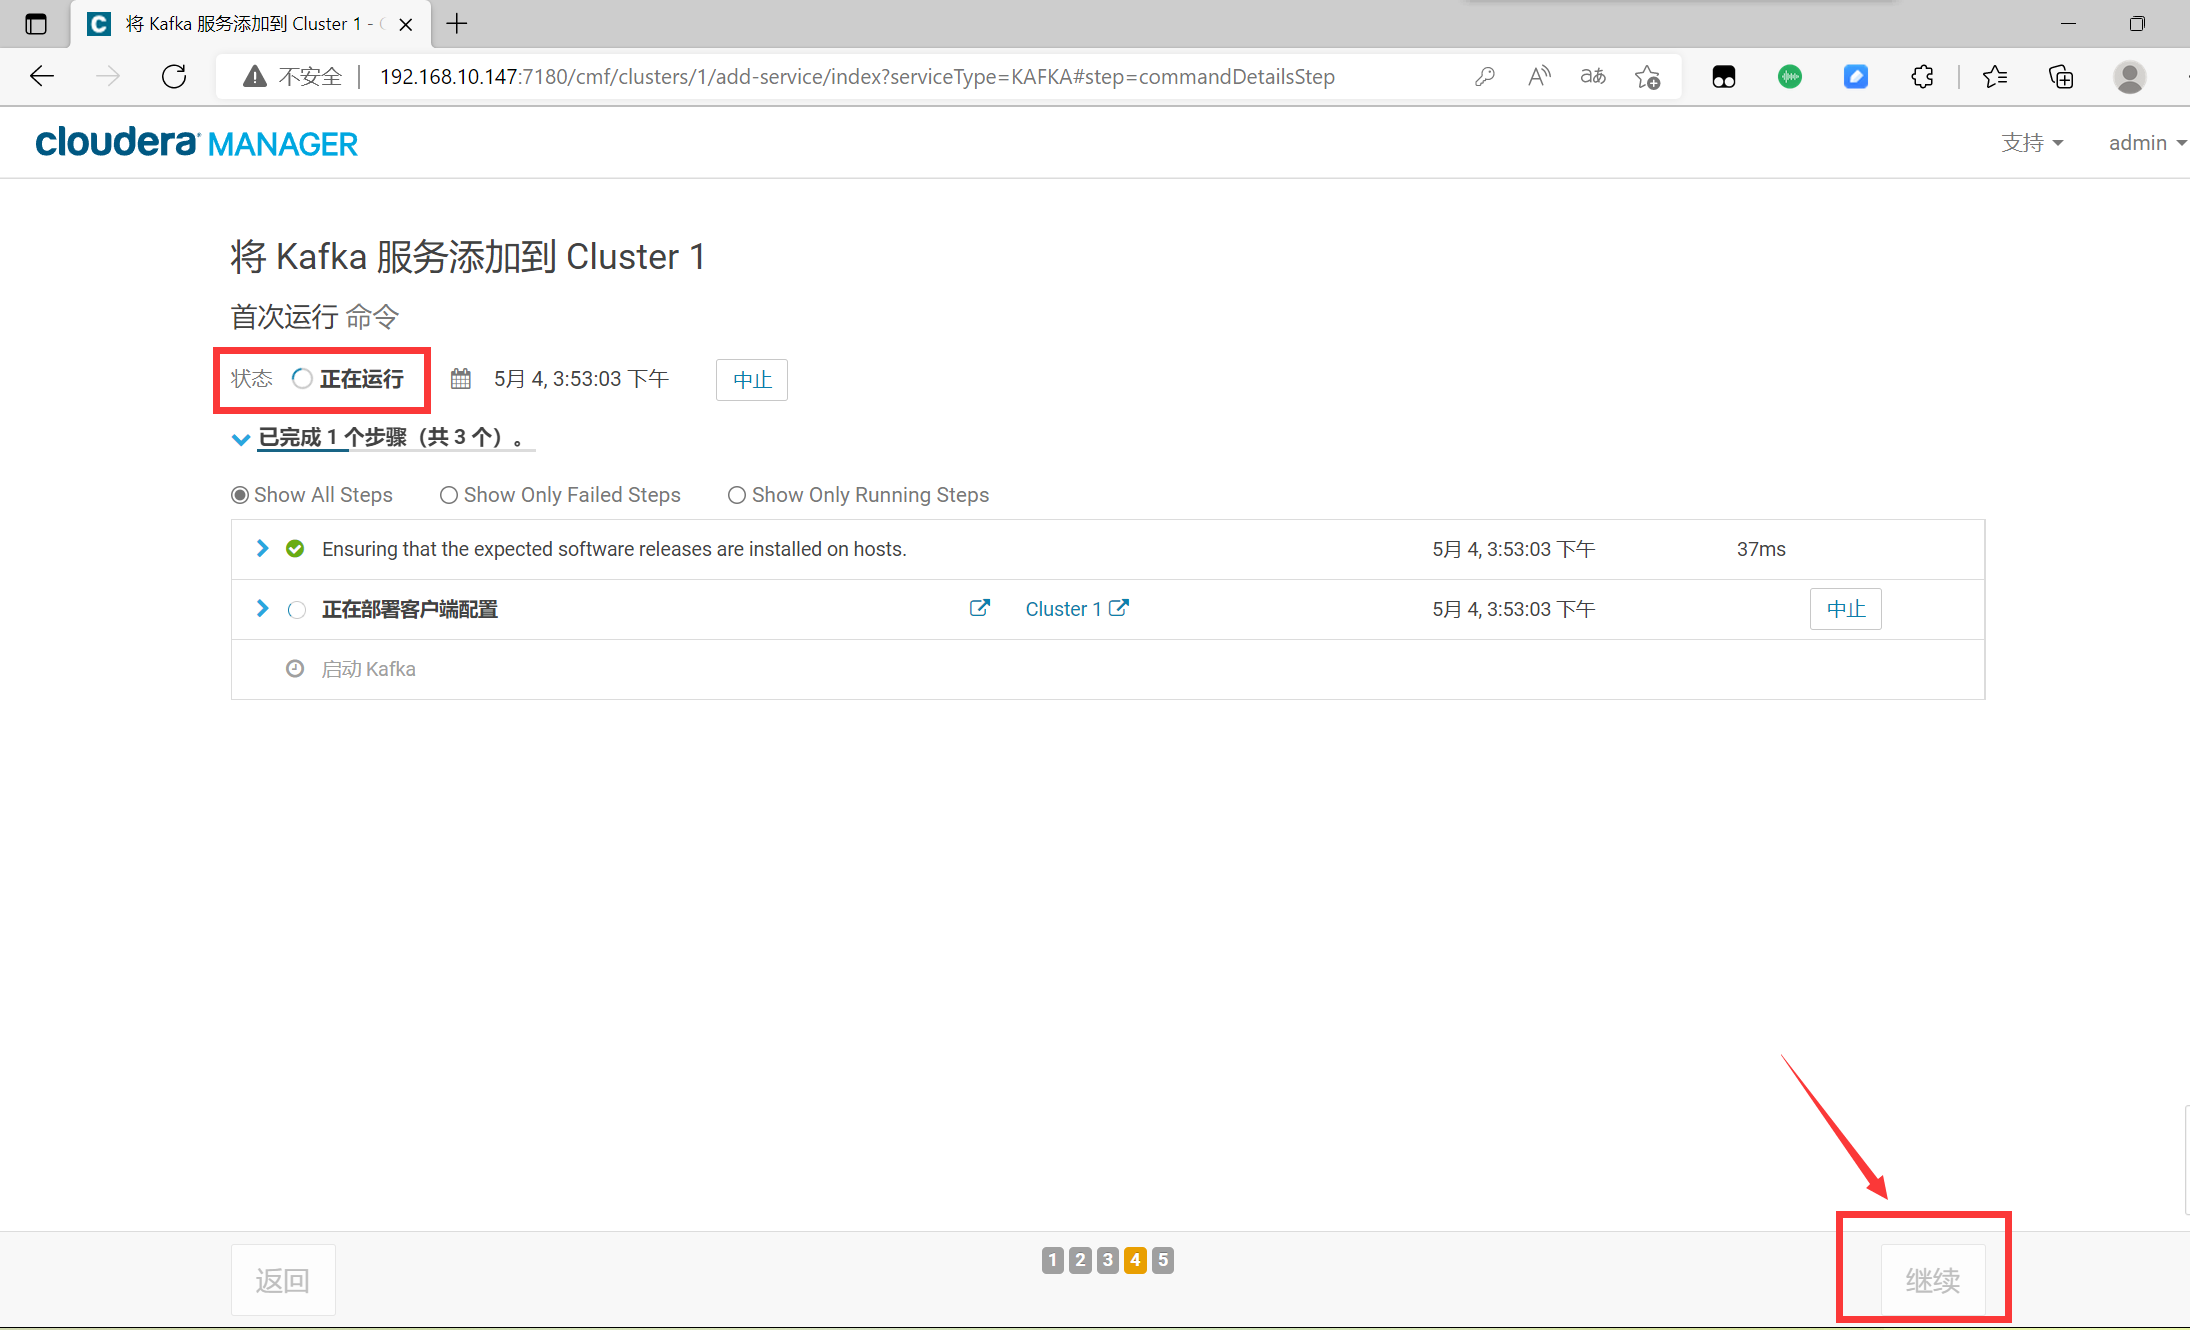 将 Kafka 服务添加到 Cluster 1 -
不安全 192.168.10.147:7180/cmf/clusters/1/add-service/index?serviceType=KAFKA#step=commandDetailsStep
cloudera MANAGER 支持 admin
将 Kafka 服务添加到 Cluster 1
首次运行 命令
状态 正在运行 5月 4, 3:53:03 下午 中止
已完成 1 个步骤（共 3 个）。
Show All Steps Show Only Failed Steps Show Only Running Steps
Ensuring that the expected software releases are installed on hosts. 5月 4, 3:53:03 下午 37ms
正在部署客户端配置 Cluster 1 5月 4, 3:53:03 下午 中止
启动 Kafka
返回 1 2 3 4 5 继续